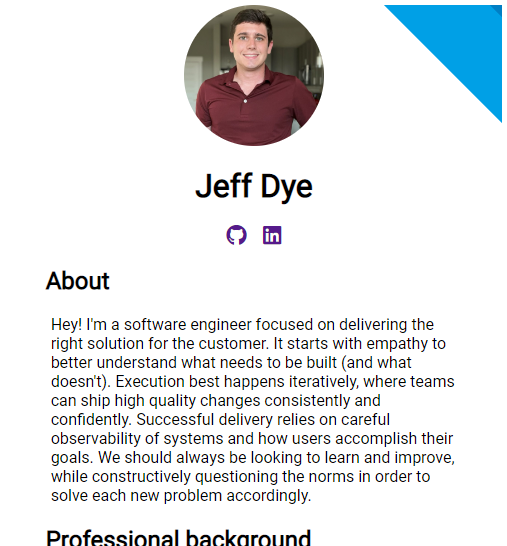 Jeff Dye
in
About
Hey! I'm a software engineer focused on delivering the
right solution for the customer. It starts with empathy to
better understand what needs to be built (and what
doesn't). Execution best happens iteratively, where teams
can ship high quality changes consistently and
confidently. Successful delivery relies on careful
observability of systems and how users accomplish their
goals. We should always be looking to learn and improve,
while constructively questioning the norms in order to
solve each new problem accordingly.
Professional background